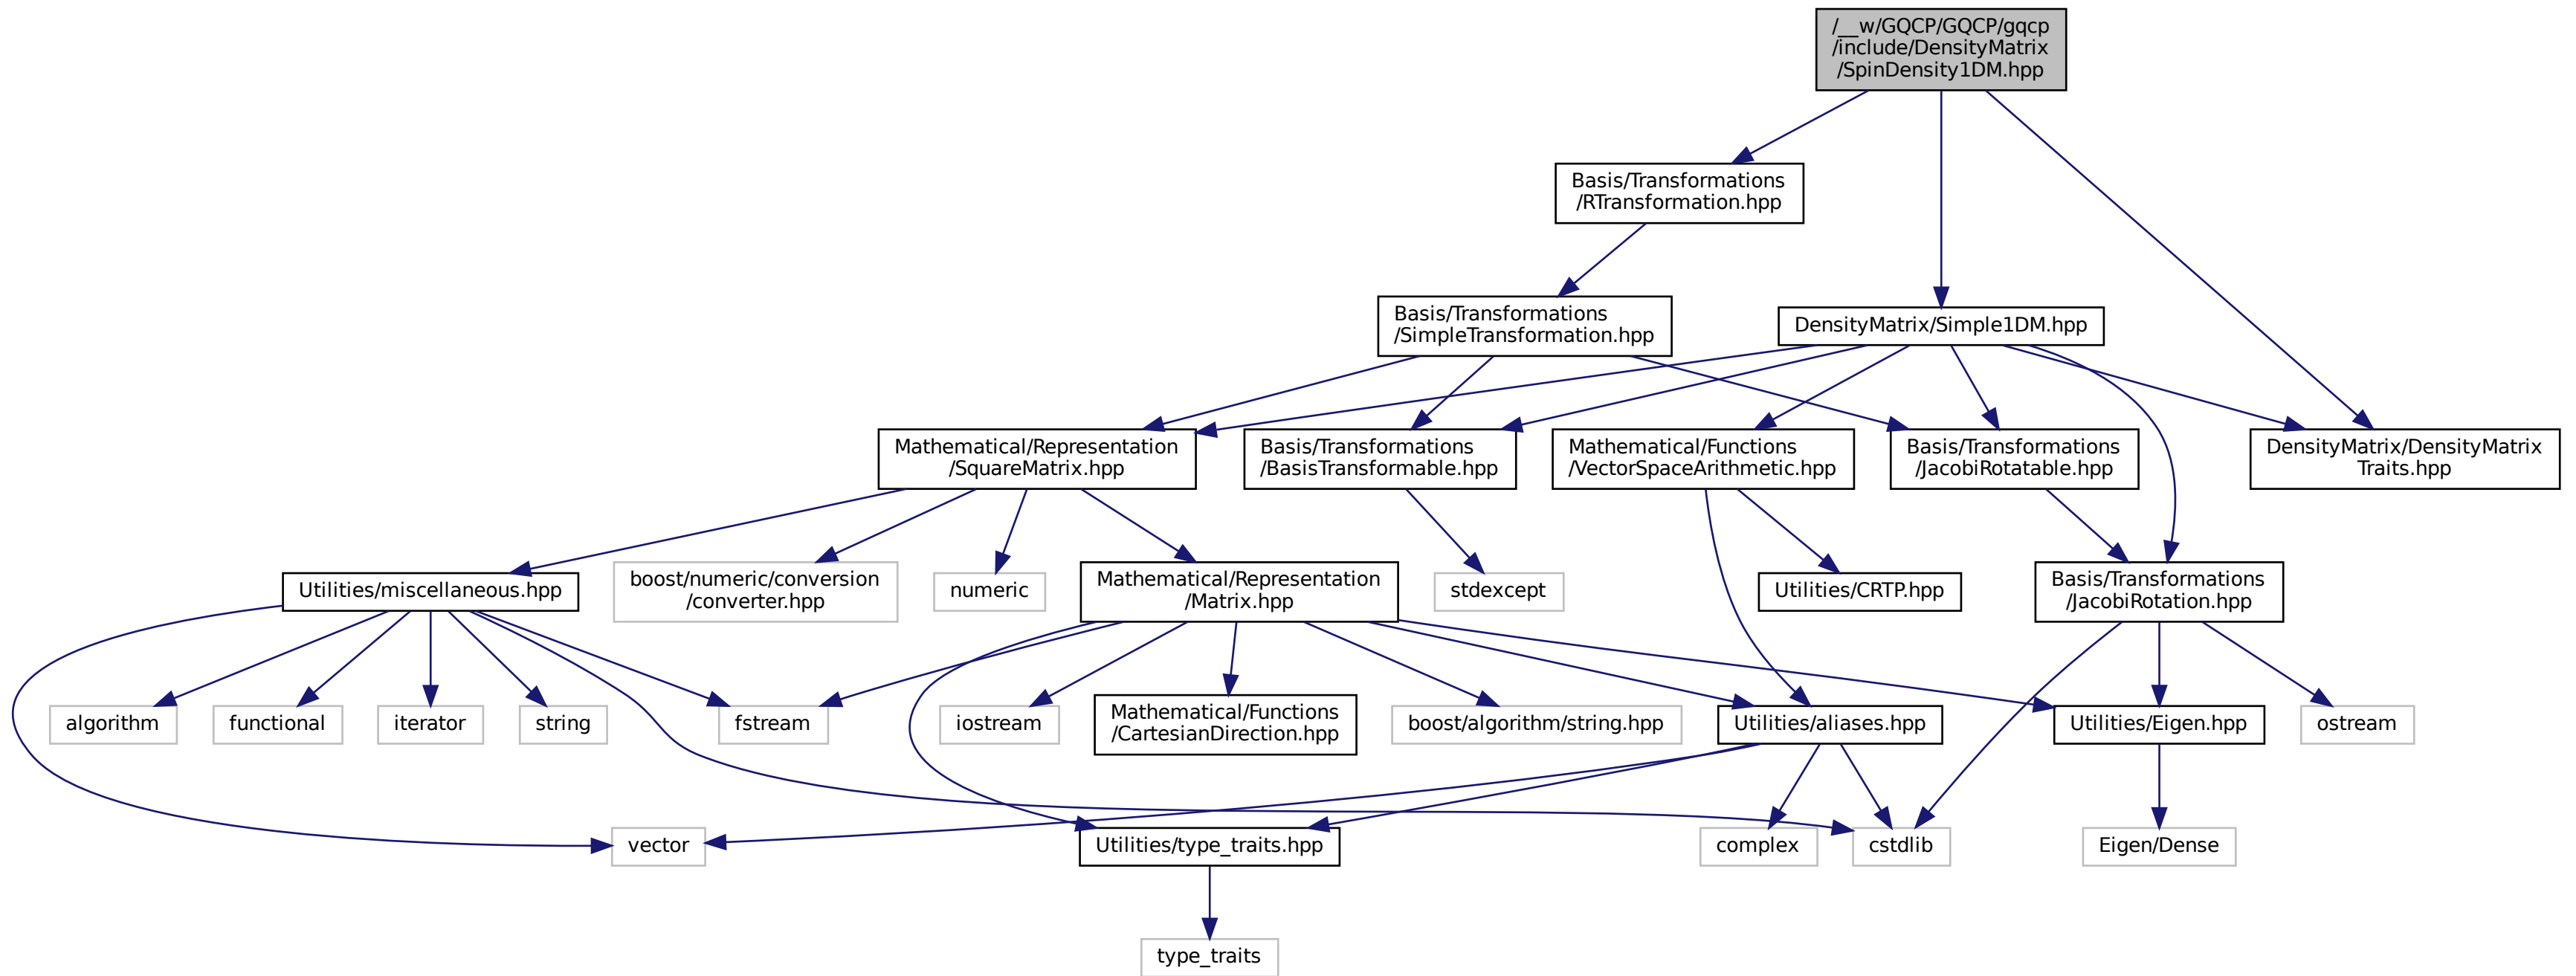 /__w/GQCP/GQCP/gqcp
/include/DensityMatrix
/SpinDensity1DM.hpp
Basis/Transformations
/RTransformation.hpp
Basis/Transformations
/SimpleTransformation.hpp
DensityMatrix/Simple1DM.hpp
Mathematical/Representation
/SquareMatrix.hpp
Basis/Transformations
/BasisTransformable.hpp
Mathematical/Functions
/VectorSpaceArithmetic.hpp
Basis/Transformations
/JacobiRotatable.hpp
DensityMatrix/DensityMatrix
Traits.hpp
Utilities/miscellaneous.hpp
boost/numeric/conversion
/converter.hpp
numeric
Mathematical/Representation
/Matrix.hpp
stdexcept
Utilities/CRTP.hpp
Basis/Transformations
/JacobiRotation.hpp
algorithm
functional
iterator
string
fstream
iostream
Mathematical/Functions
/CartesianDirection.hpp
boost/algorithm/string.hpp
Utilities/aliases.hpp
Utilities/Eigen.hpp
ostream
vector
Utilities/type_traits.hpp
complex
cstdlib
Eigen/Dense
type_traits